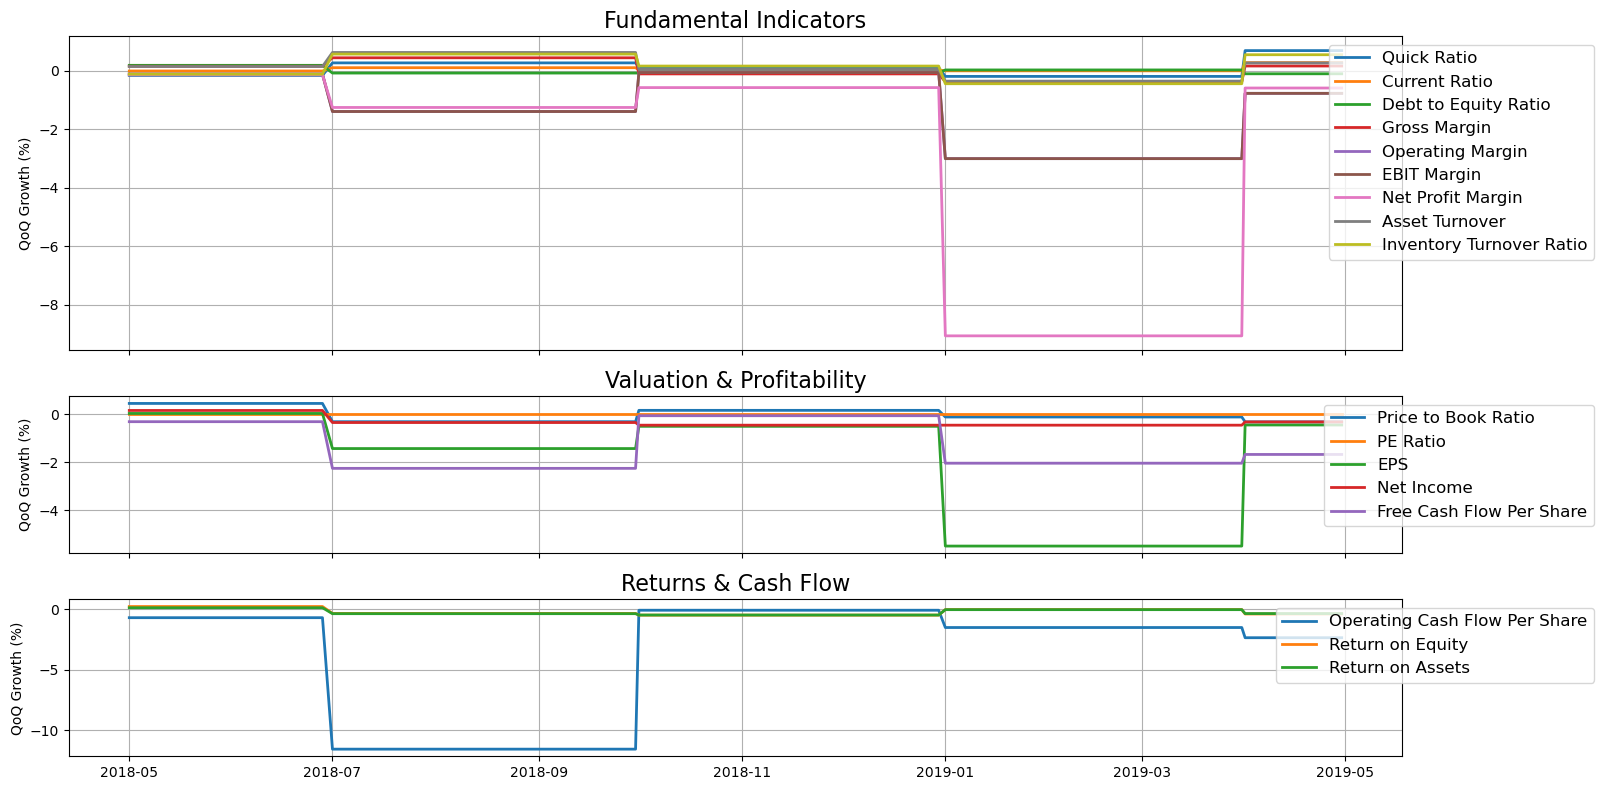 Fundamental Indicators
QoQ Growth (%)
0
−2
−4
−6
−8
Quick Ratio
Current Ratio
Debt to Equity Ratio
Gross Margin
Operating Margin
EBIT Margin
Net Profit Margin
Asset Turnover
Inventory Turnover Ratio
Valuation & Profitability
QoQ Growth (%)
0
−2
−4
Price to Book Ratio
PE Ratio
EPS
Net Income
Free Cash Flow Per Share
Returns & Cash Flow
QoQ Growth (%)
0
−5
−10
Operating Cash Flow Per Share
Return on Equity
Return on Assets
2018-05 2018-07 2018-09 2018-11 2019-01 2019-03 2019-05